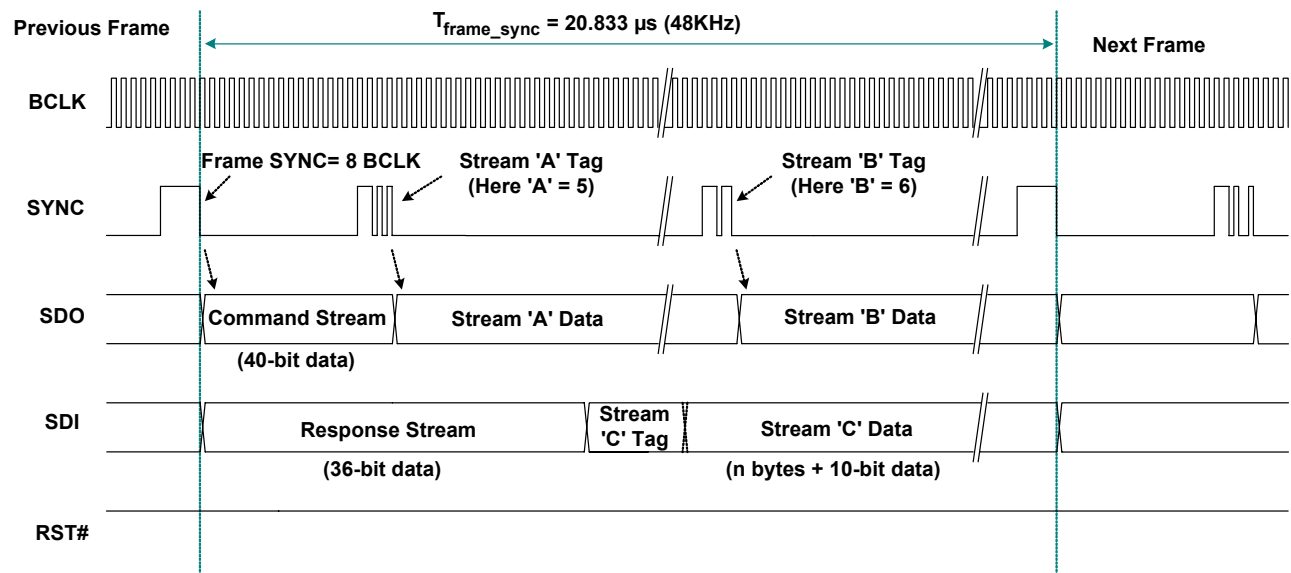 T frame_sync = 20.833 µs (48KHz)
Previous Frame
Next Frame
BCLK
Frame SYNC= 8 BCLK
Stream 'A' Tag
(Here 'A' = 5)
Stream 'B' Tag
(Here 'B' = 6)
SYNC
SDO
Command Stream
Stream 'A' Data
Stream 'B' Data
(40-bit data)
SDI
Response Stream
Stream
'C' Tag
Stream 'C' Data
(36-bit data)
(n bytes + 10-bit data)
RST#